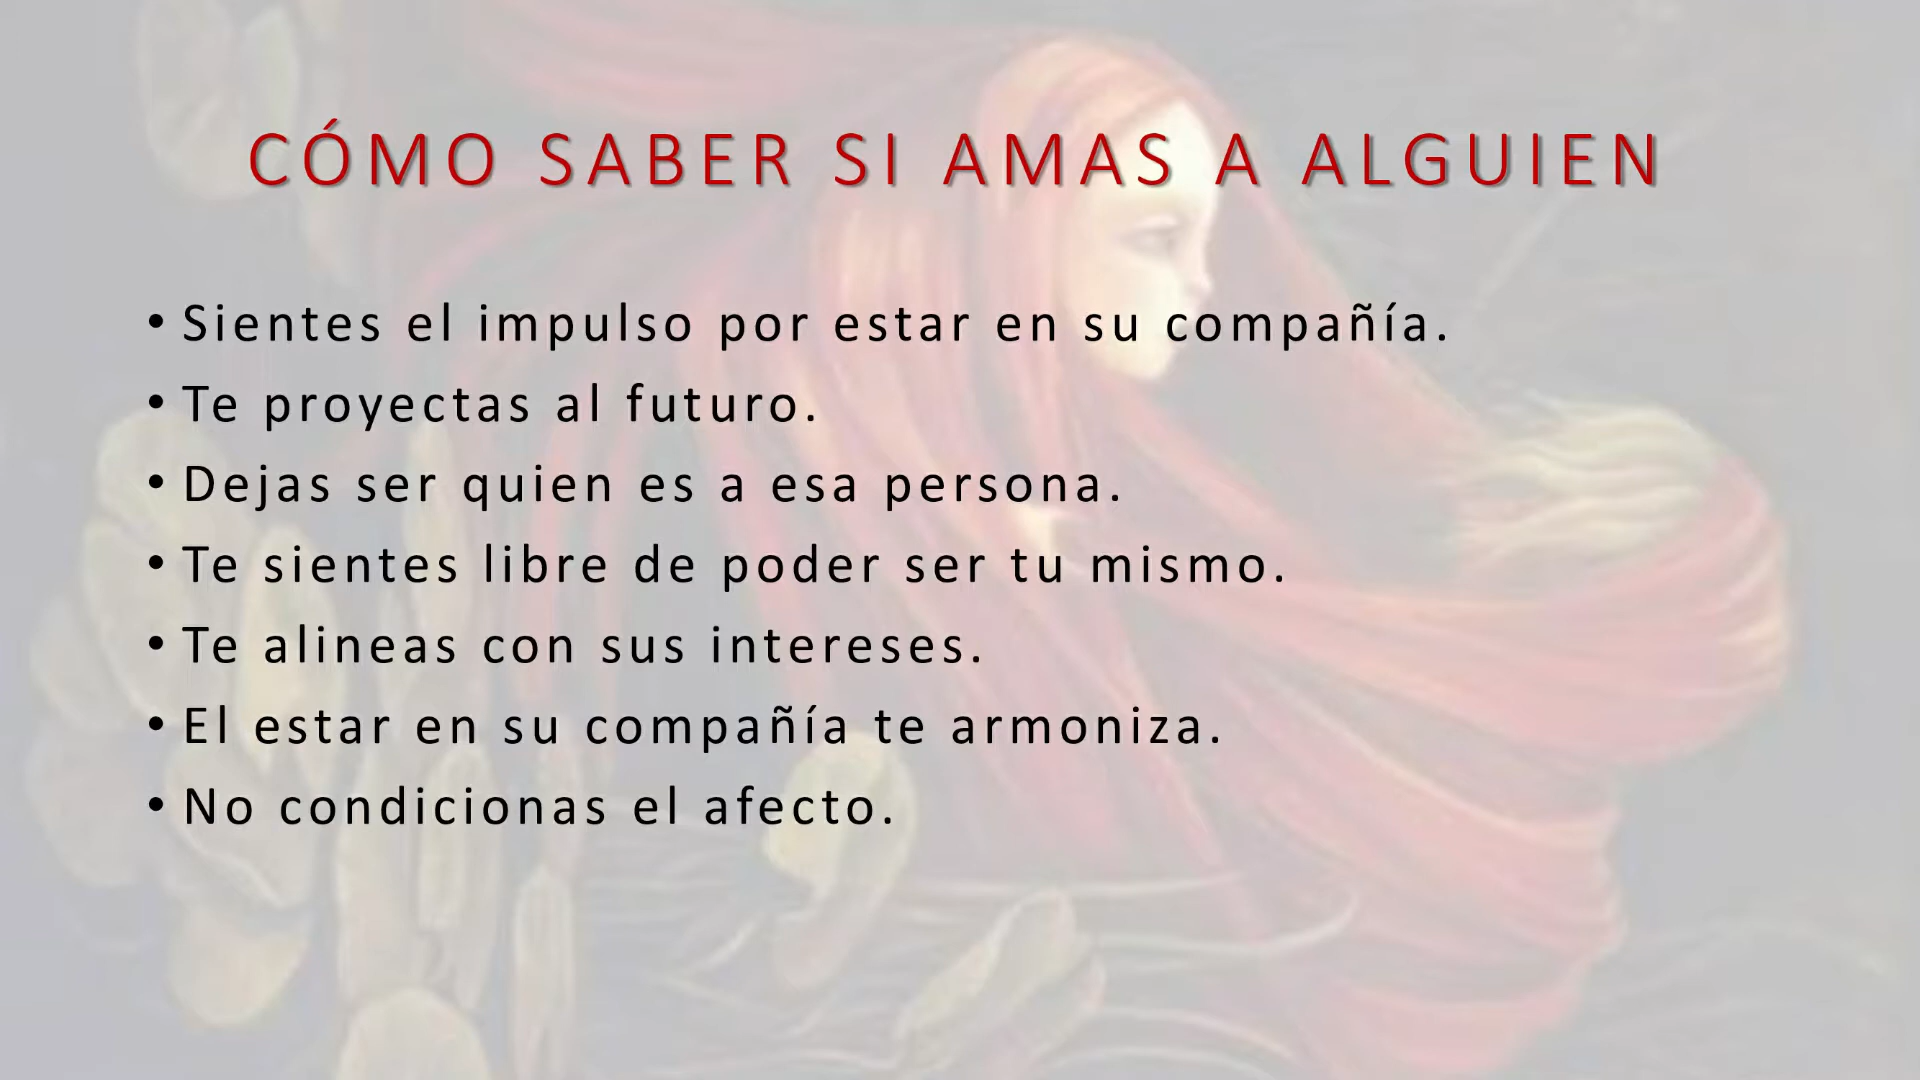 CÓMO SABER SI AMAS A ALGUIEN
• Sientes el impulso por estar en su compañía.
• Te proyectas al futuro.
• Dejas ser quien es a esa persona.
• Te sientes libre de poder ser tu mismo.
• Te alineas con sus intereses.
• El estar en su compañía te armoniza.
• No condicionas el afecto.